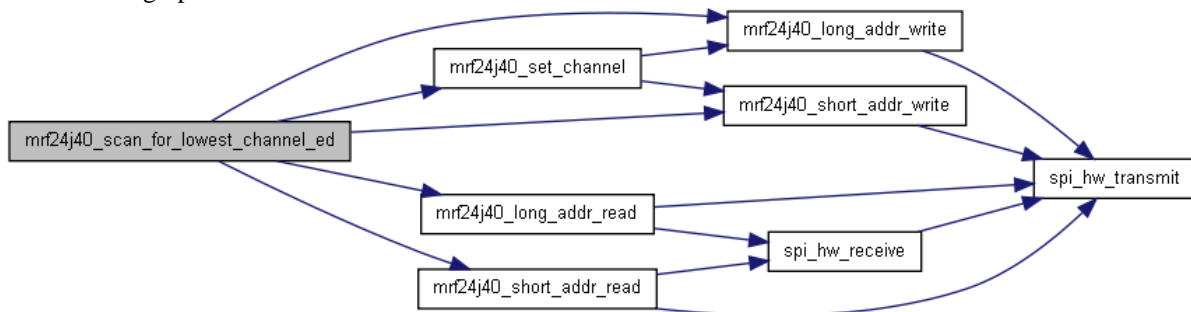 mrf24j40_long_addr_write
mrf24j40_set_channel
mrf24j40_short_addr_write
mrf24j40_scan_for_lowest_channel_ed
spi_hw_transmit
mrf24j40_long_addr_read
spi_hw_receive
mrf24j40_short_addr_read